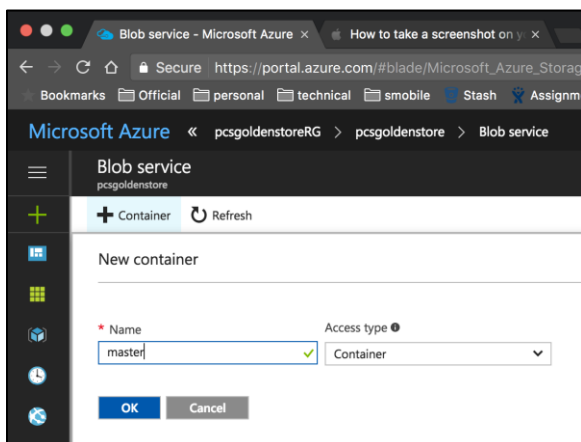 Blob service - Microsoft Azure ×
How to take a screenshot on y ×
Secure https://portal.azure.com/#blade/Microsoft_Azure_Storag
Bookmarks Official personal technical smobile Stash Assignm
Microsoft Azure « pcsgoldenstoreRG > pcsgoldenstore > Blob service
Blob service
pcsgoldenstore
+ Container Refresh
New container
* Name Access type
master Container
OK Cancel